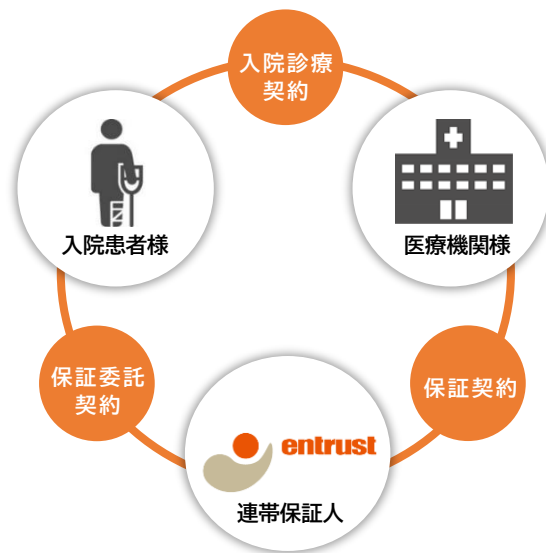 入院診療
契約
入院患者様
医療機関様
保証委託
契約
保証契約
entrust
連帯保証人